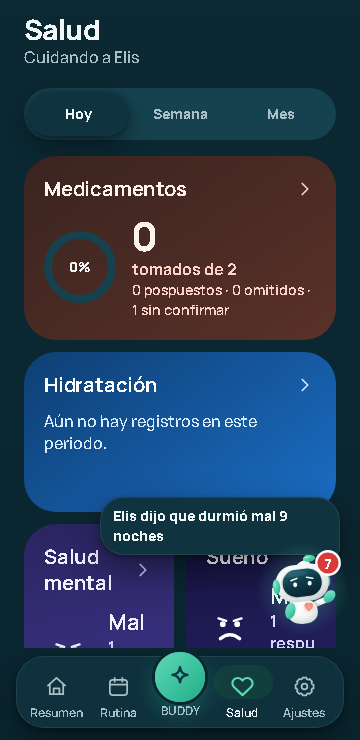 Salud
Cuidando a Elis
Hoy
Semana
Mes
Medicamentos
0%
0
tomados de 2
0 pospuestos · 0 omitidos ·
1 sin confirmar
Hidratación
Aún no hay registros en este
periodo.
Elis dijo que durmió mal 9
noches
Salud
mental
Mal
1
Sueño
7
1
respu
Resumen
Rutina
BUDDY
Salud
Ajustes